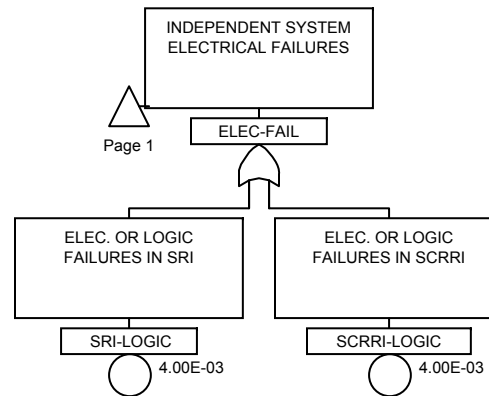 INDEPENDENT SYSTEM
ELECTRICAL FAILURES
Page 1
ELEC-FAIL
ELEC. OR LOGIC
FAILURES IN SRI
ELEC. OR LOGIC
FAILURES IN SCRRI
SRI-LOGIC
4.00E-03
SCRRI-LOGIC
4.00E-03